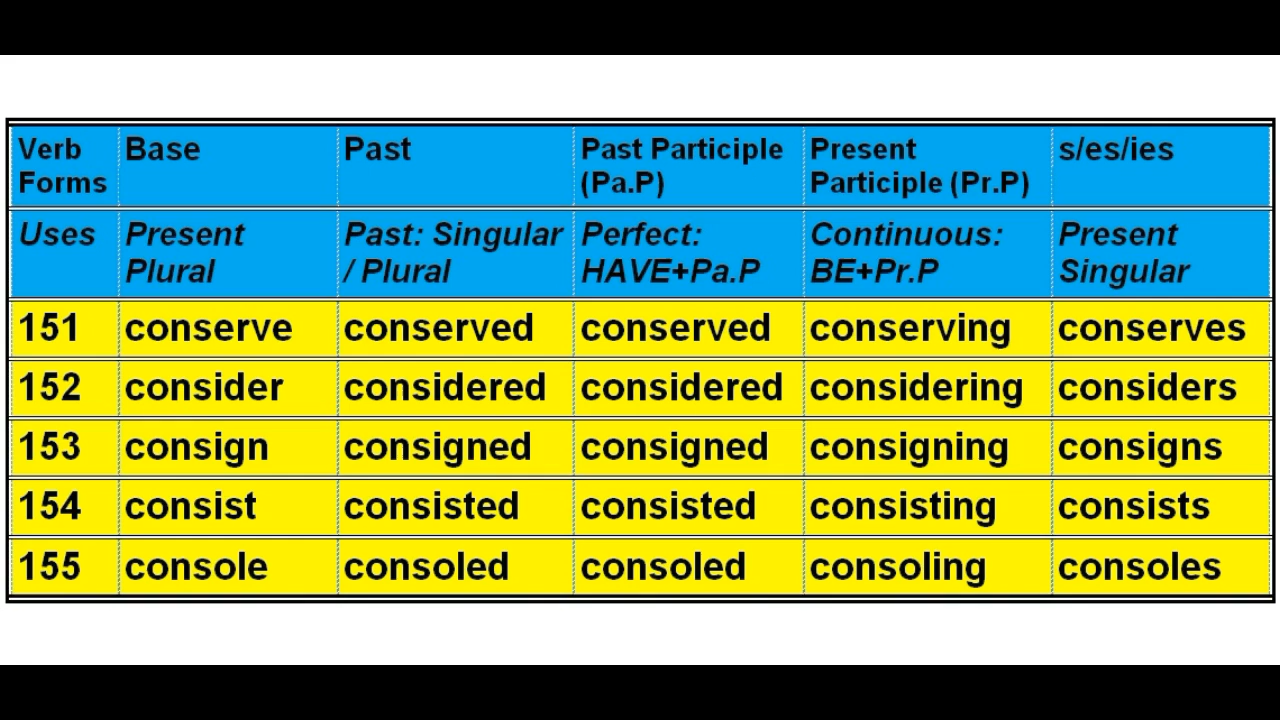 Verb Forms Base Past Past Participle (Pa.P) Present Participle (Pr.P) s/es/ies
Uses Present Plural Past: Singular / Plural Perfect: HAVE+Pa.P Continuous: BE+Pr.P Present Singular
151 conserve conserved conserved conserving conserves
152 consider considered considered considering considers
153 consign consigned consigned consigning consigns
154 consist consisted consisted consisting consists
155 console consoled consoled consoling consoles